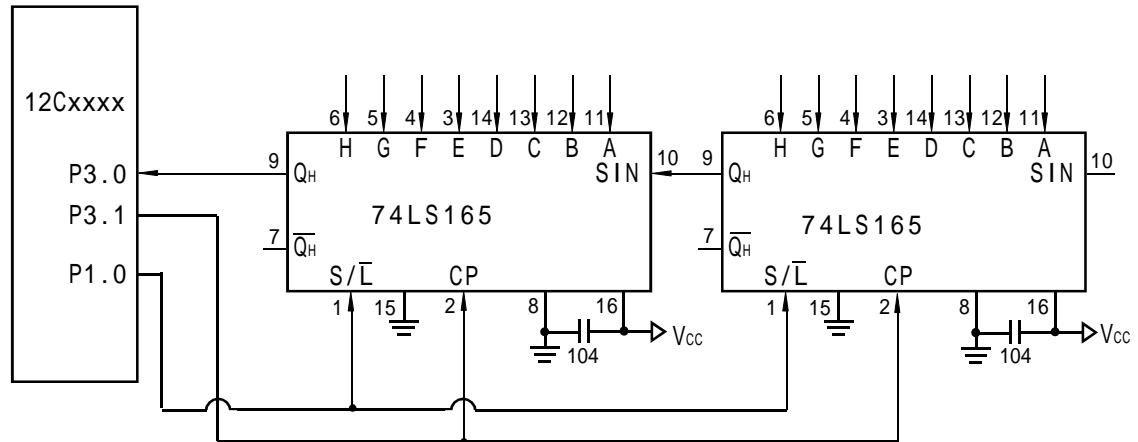 12Cxxxx
P3.0
P3.1
P1.0
6 5 4 3 14 13 12 11
H G F E D C B A
9 QH SIN 10
74LS165
7 Q̅H̅
S/L̅ CP
1 15 2 8 16
104 VCC
6 5 4 3 14 13 12 11
H G F E D C B A
9 QH SIN 10
74LS165
7 Q̅H̅
S/L̅ CP
1 15 2 8 16
104 VCC